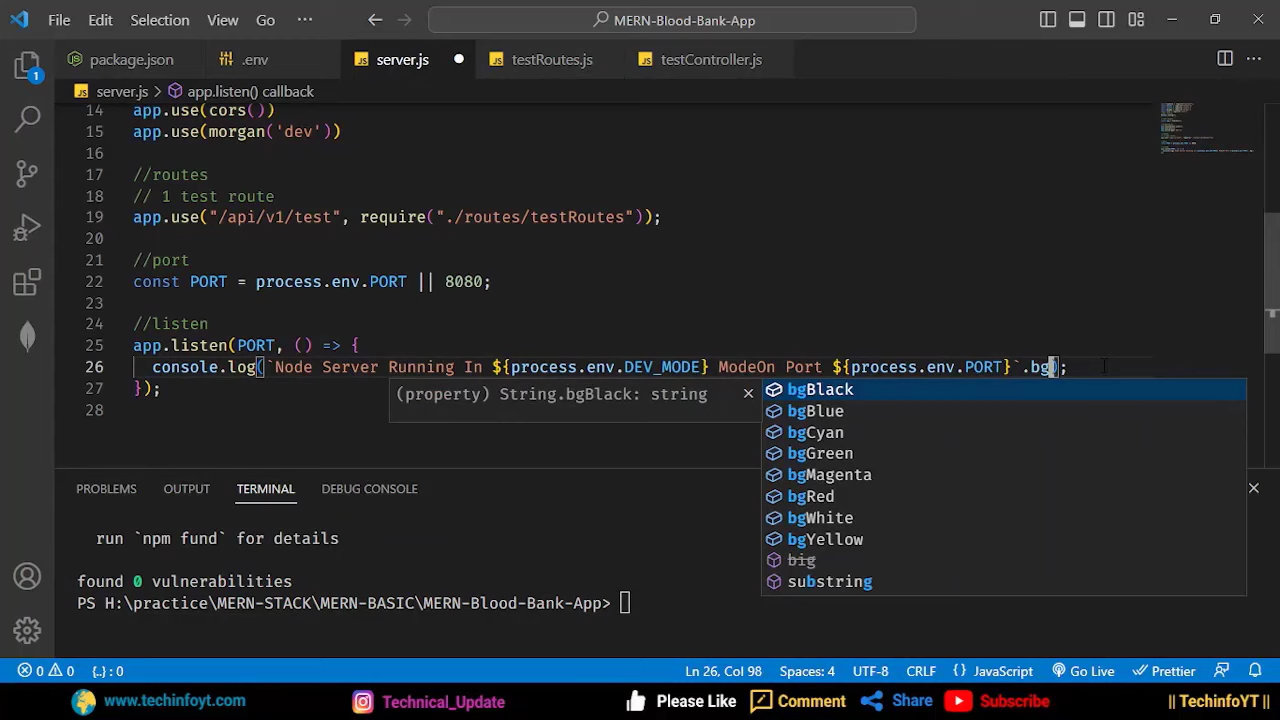 File Edit Selection View Go ··· MERN-Blood-Bank-App
1
package.json .env server.js testRoutes.js testController.js
server.js > app.listen() callback
14 app.use(cors())
15 app.use(morgan('dev'))
16
17 //routes
18 // 1 test route
19 app.use("/api/v1/test", require("./routes/testRoutes"));
20
21 //port
22 const PORT = process.env.PORT || 8080;
23
24 //listen
25 app.listen(PORT, () => {
26 console.log(`Node Server Running In ${process.env.DEV_MODE} ModeOn Port ${process.env.PORT}`.bg);
27 });
28
(property) String.bgBlack: string
bgBlack
bgBlue
bgCyan
bgGreen
bgMagenta
bgRed
bgWhite
bgYellow
big
substring
PROBLEMS OUTPUT TERMINAL DEBUG CONSOLE
run `npm fund` for details
found 0 vulnerabilities
PS H:\practice\MERN-STACK\MERN-BASIC\MERN-Blood-Bank-App>
0 0 {..} : 0 Ln 26, Col 98 Spaces: 4 UTF-8 CRLF {} JavaScript Go Live Prettier
www.techinfoyt.com Technical_Update Please Like Comment Share Subscribe || TechinfoYT ||